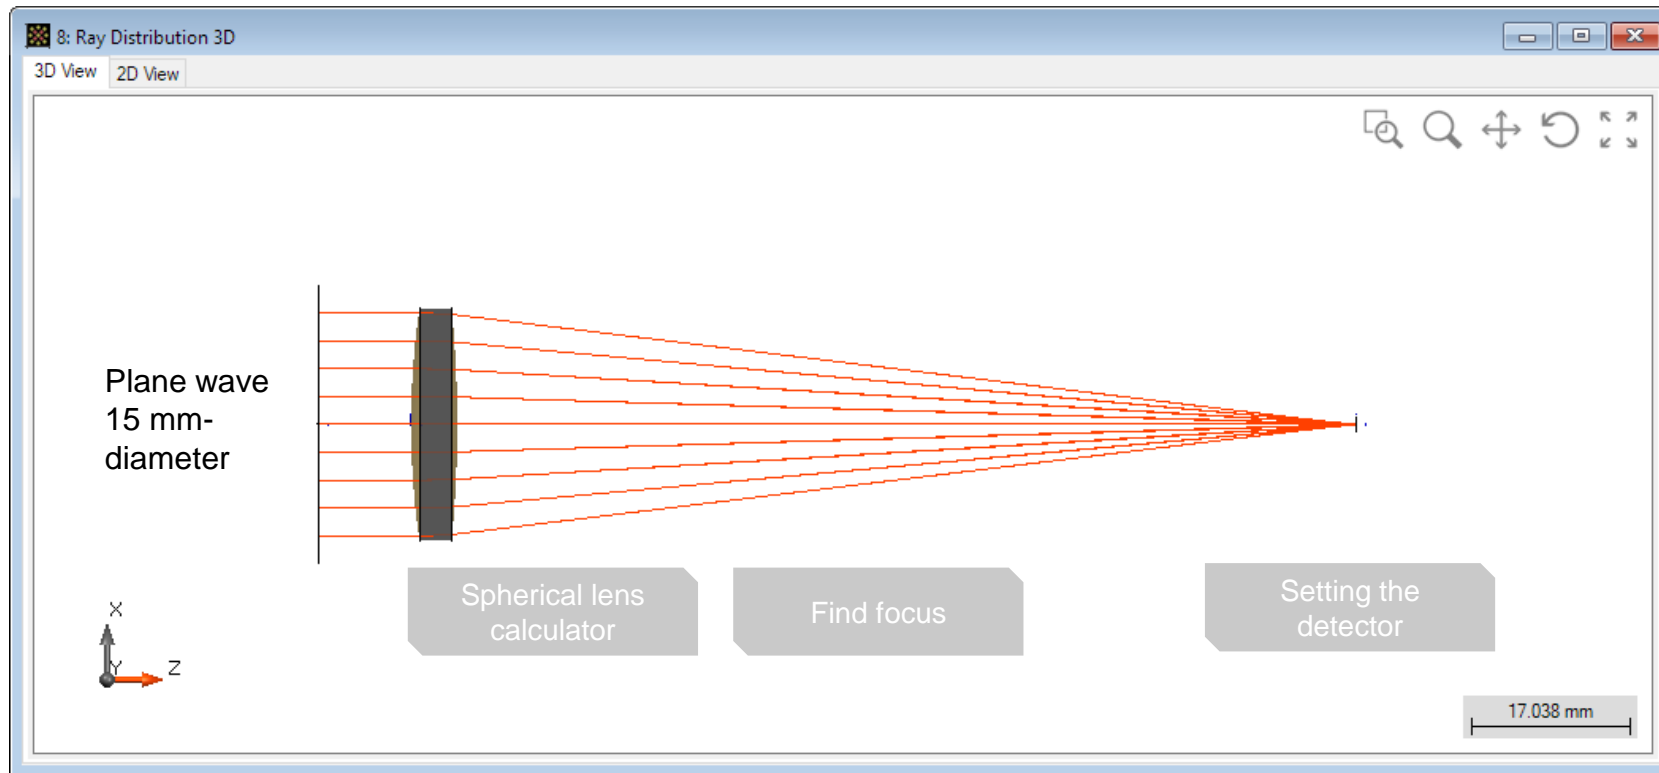 8: Ray Distribution 3D
3D View 2D View
Plane wave
15 mm-
diameter
Spherical lens
calculator
Find focus
Setting the
detector
X
Y
Z
17.038 mm